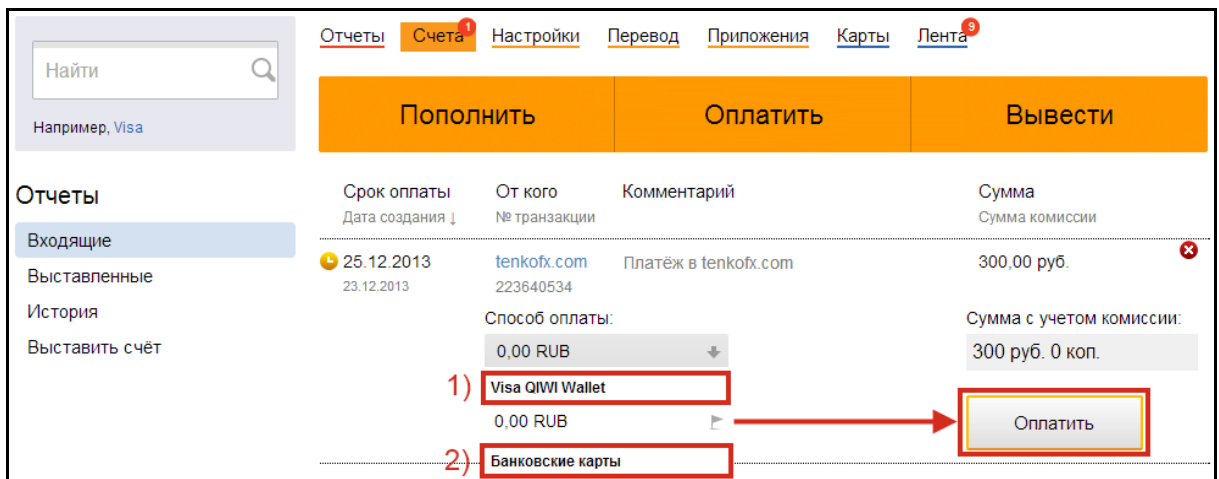 Найти
Например, Visa
Отчеты Счета 1 Настройки Перевод Приложения Карты Лента 9
Пополнить Оплатить Вывести
Отчеты
Входящие
Выставленные
История
Выставить счёт
Срок оплаты От кого Комментарий Сумма
Дата создания ↓ № транзакции Сумма комиссии
25.12.2013 tenkofx.com Платёж в tenkofx.com 300,00 руб.
23.12.2013 223640534
Способ оплаты: Сумма с учетом комиссии:
0,00 RUB 300 руб. 0 коп.
1) Visa QIWI Wallet
0,00 RUB Оплатить
2) Банковские карты